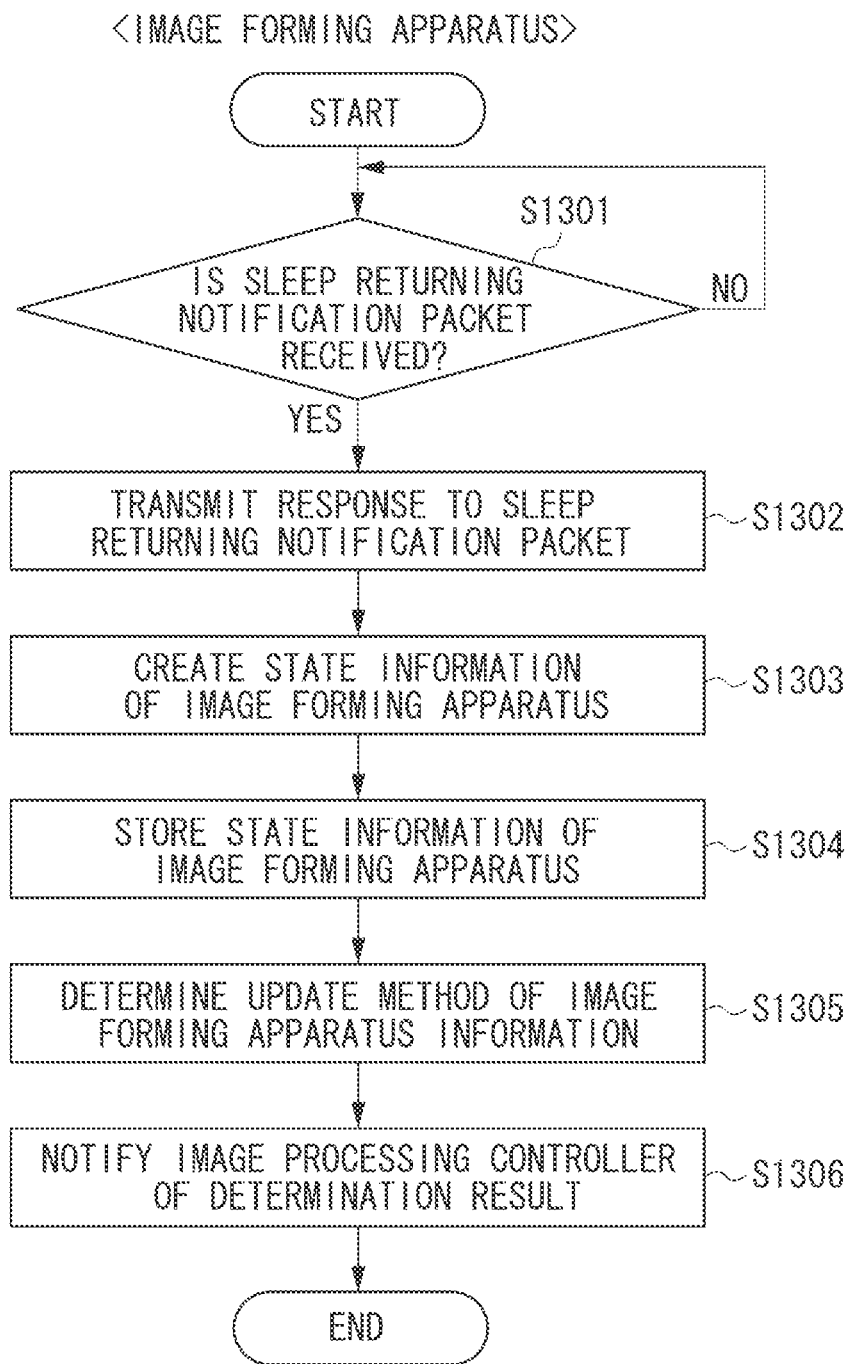 <IMAGE FORMING APPARATUS>
START
S1301
IS SLEEP RETURNING
NOTIFICATION PACKET
RECEIVED?
NO
YES
TRANSMIT RESPONSE TO SLEEP
RETURNING NOTIFICATION PACKET
S1302
CREATE STATE INFORMATION
OF IMAGE FORMING APPARATUS
S1303
STORE STATE INFORMATION OF
IMAGE FORMING APPARATUS
S1304
DETERMINE UPDATE METHOD OF IMAGE
FORMING APPARATUS INFORMATION
S1305
NOTIFY IMAGE PROCESSING CONTROLLER
OF DETERMINATION RESULT
S1306
END